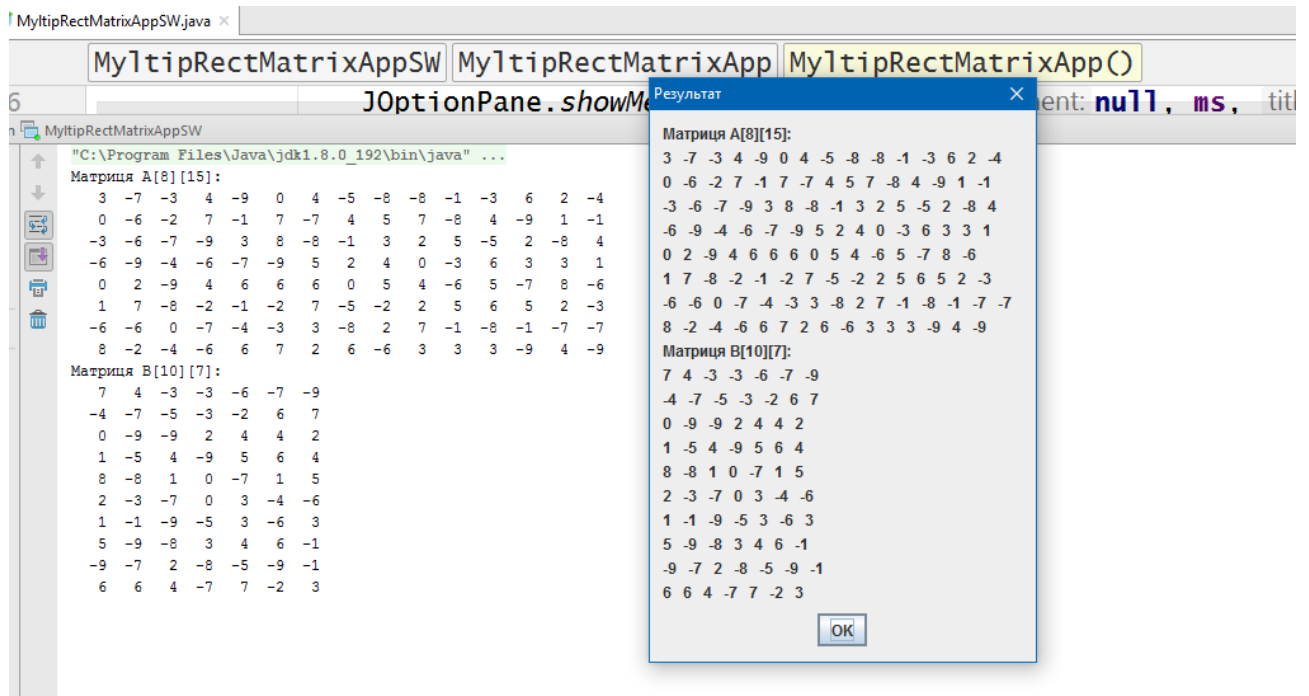 MyltipRectMatrixAppSW.java ×
MyltipRectMatrixAppSW MyltipRectMatrixApp MyltipRectMatrixApp()
6 JOptionPane.showMe ent: null, ms, titl
n MyltipRectMatrixAppSW
"C:\Program Files\Java\jdk1.8.0_192\bin\java" ...
Матриця A[8][15]:
3 -7 -3 4 -9 0 4 -5 -8 -8 -1 -3 6 2 -4
0 -6 -2 7 -1 7 -7 4 5 7 -8 4 -9 1 -1
-3 -6 -7 -9 3 8 -8 -1 3 2 5 -5 2 -8 4
-6 -9 -4 -6 -7 -9 5 2 4 0 -3 6 3 3 1
0 2 -9 4 6 6 6 0 5 4 -6 5 -7 8 -6
1 7 -8 -2 -1 -2 7 -5 -2 2 5 6 5 2 -3
-6 -6 0 -7 -4 -3 3 -8 2 7 -1 -8 -1 -7 -7
8 -2 -4 -6 6 7 2 6 -6 3 3 3 -9 4 -9
Матриця B[10][7]:
7 4 -3 -3 -6 -7 -9
-4 -7 -5 -3 -2 6 7
0 -9 -9 2 4 4 2
1 -5 4 -9 5 6 4
8 -8 1 0 -7 1 5
2 -3 -7 0 3 -4 -6
1 -1 -9 -5 3 -6 3
5 -9 -8 3 4 6 -1
-9 -7 2 -8 -5 -9 -1
6 6 4 -7 7 -2 3
Результат ×
Матриця A[8][15]:
3 -7 -3 4 -9 0 4 -5 -8 -8 -1 -3 6 2 -4
0 -6 -2 7 -1 7 -7 4 5 7 -8 4 -9 1 -1
-3 -6 -7 -9 3 8 -8 -1 3 2 5 -5 2 -8 4
-6 -9 -4 -6 -7 -9 5 2 4 0 -3 6 3 3 1
0 2 -9 4 6 6 6 0 5 4 -6 5 -7 8 -6
1 7 -8 -2 -1 -2 7 -5 -2 2 5 6 5 2 -3
-6 -6 0 -7 -4 -3 3 -8 2 7 -1 -8 -1 -7 -7
8 -2 -4 -6 6 7 2 6 -6 3 3 3 -9 4 -9
Матриця B[10][7]:
7 4 -3 -3 -6 -7 -9
-4 -7 -5 -3 -2 6 7
0 -9 -9 2 4 4 2
1 -5 4 -9 5 6 4
8 -8 1 0 -7 1 5
2 -3 -7 0 3 -4 -6
1 -1 -9 -5 3 -6 3
5 -9 -8 3 4 6 -1
-9 -7 2 -8 -5 -9 -1
6 6 4 -7 7 -2 3
OK